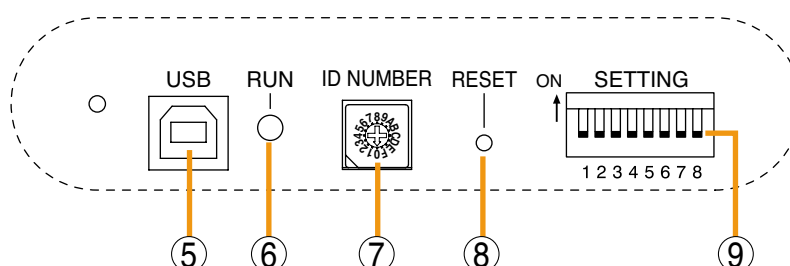 USB RUN ID NUMBER RESET ON SETTING
0123456789ABCDEF
1 2 3 4 5 6 7 8
⑤ ⑥ ⑦ ⑧ ⑨